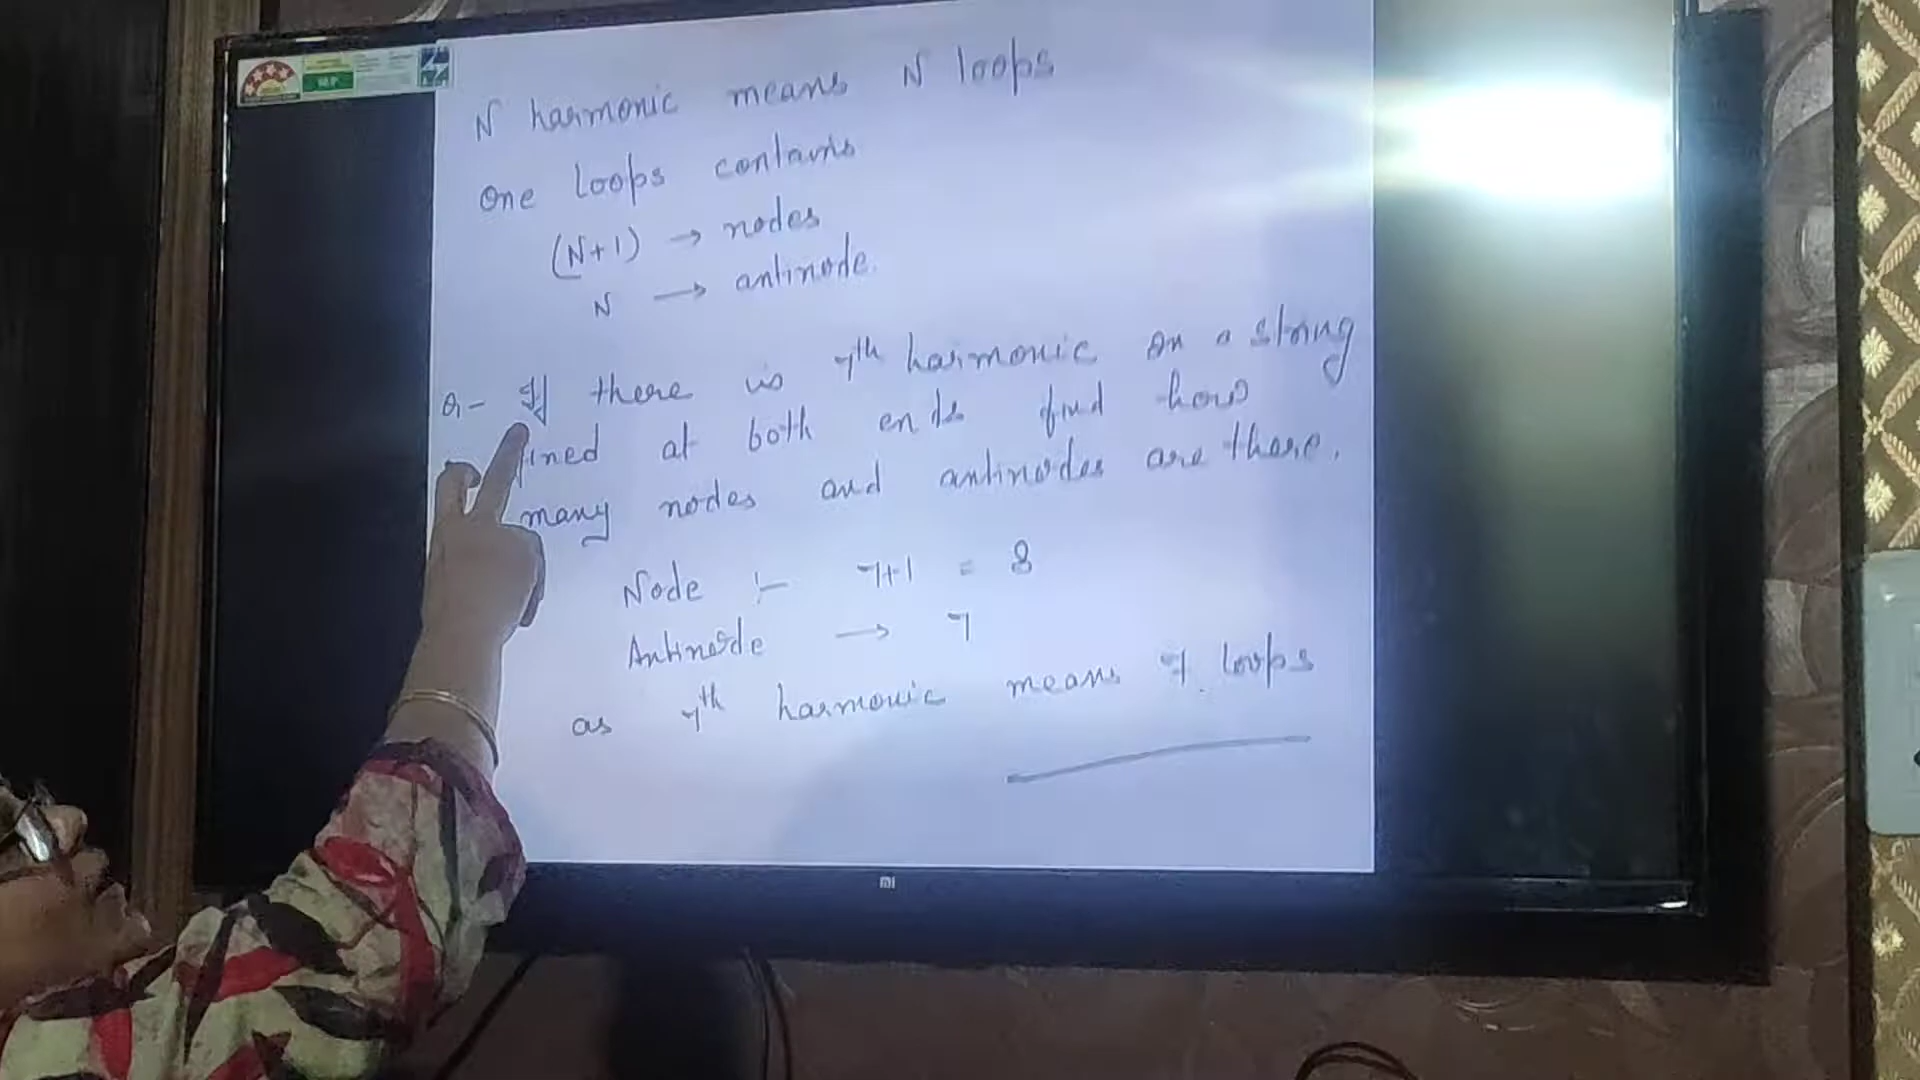 N harmonic means N loops
One loops contains
(N+1) → nodes
N → antinode.
Q- If there is 7th harmonic on a string
fined at both ends find how
many nodes and antinodes are there.
Node :- 7+1 = 8
Antinode → 7
as 7th harmonic means 7 loops
mi